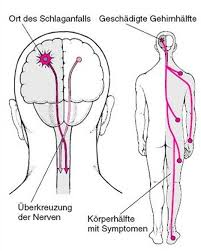 Ort des Schlaganfalls
Geschädigte Gehirnhälfte
Überkreuzung
der Nerven
Körperhälfte
mit Symptomen